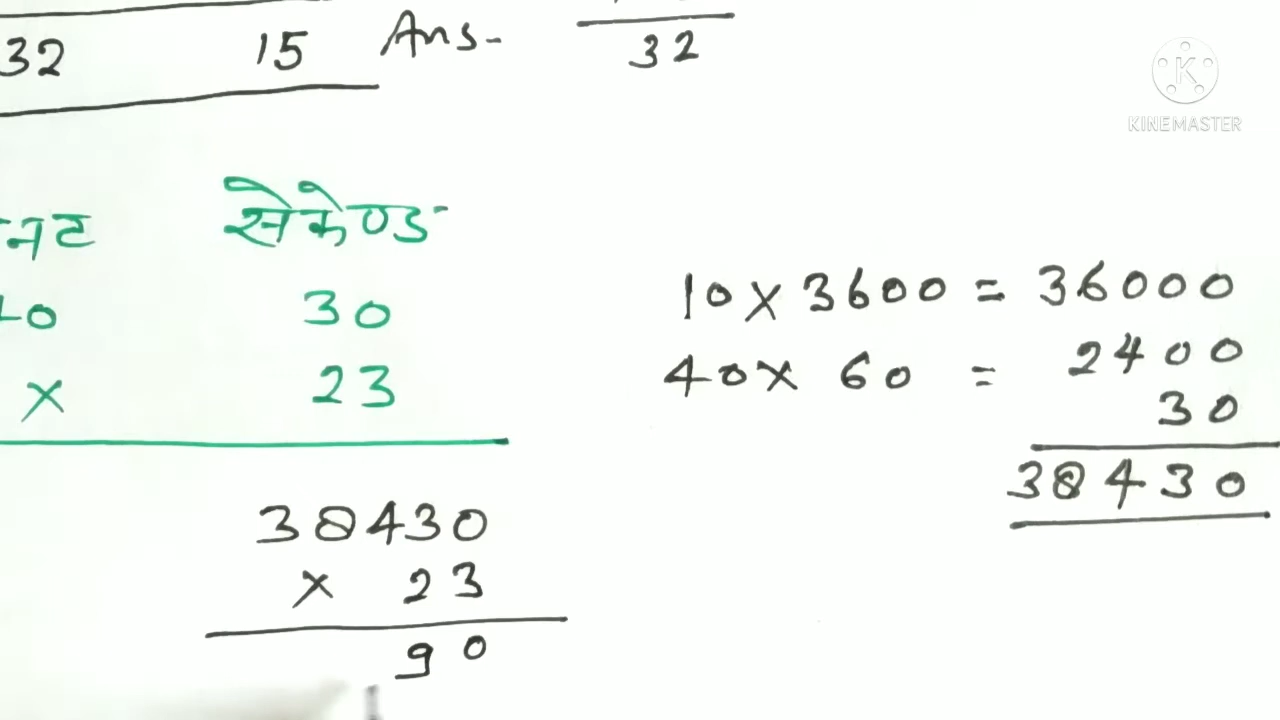 32 15 Ans- 32
KINEMASTER
सेकेण्ड
30
× 23
38430
× 23
90
10 × 3600 = 36000
40 × 60 = 2400
30
38430